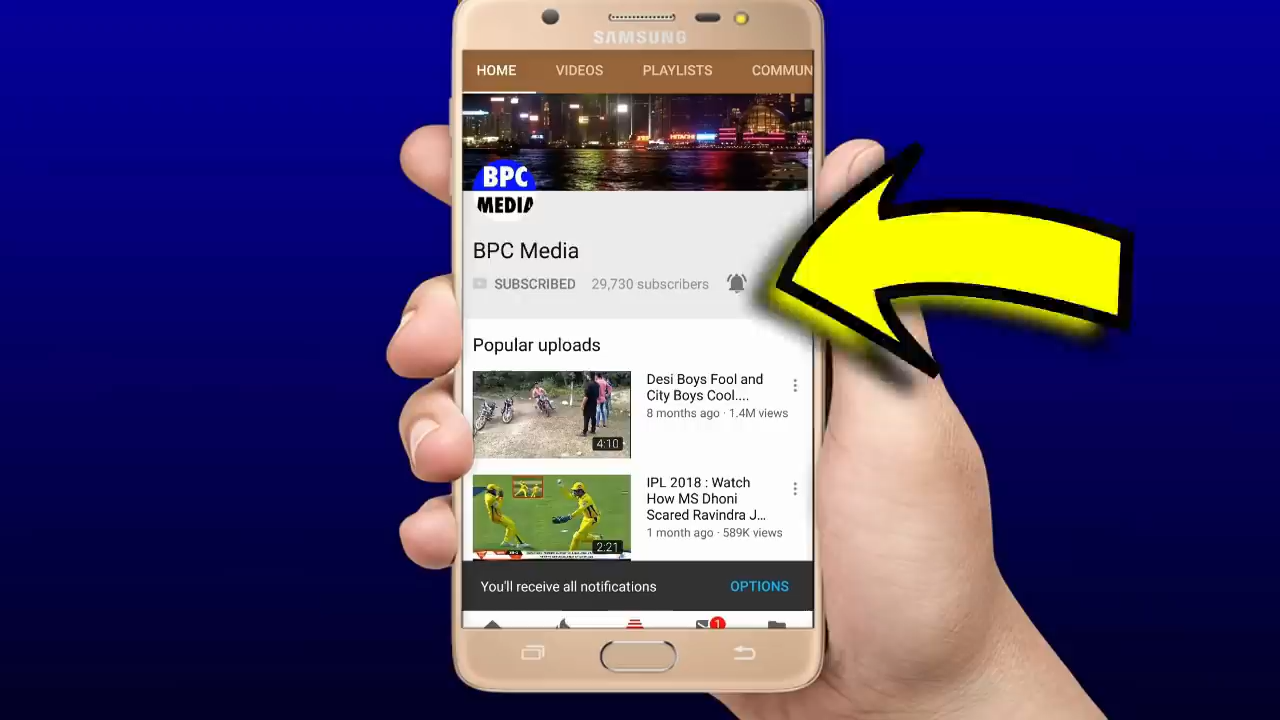 SAMSUNG
HOME VIDEOS PLAYLISTS COMMUN
HITACHI
BPC
MEDIA
BPC Media
SUBSCRIBED 29,730 subscribers
Popular uploads
Desi Boys Fool and
City Boys Cool....
8 months ago · 1.4M views
4:10
IPL 2018 : Watch
How MS Dhoni
Scared Ravindra J...
1 month ago · 589K views
2:21
You'll receive all notifications OPTIONS
1